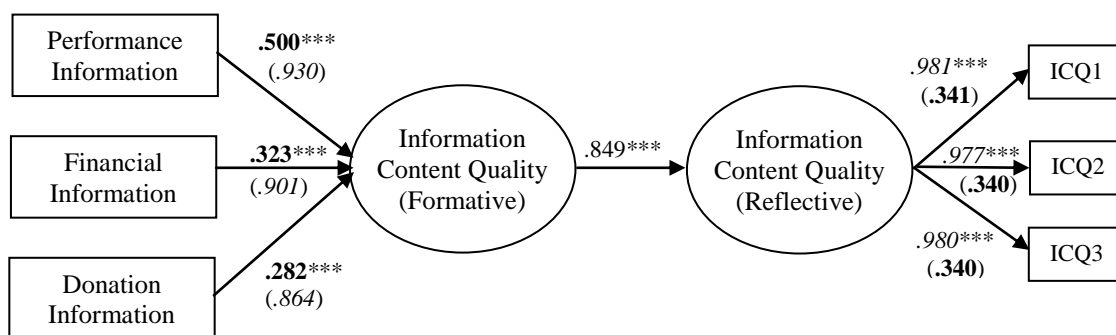 Performance
Information
.500***
(.930)
Financial
Information
.323***
(.901)
Donation
Information
.282***
(.864)
Information
Content Quality
(Formative)
.849***
Information
Content Quality
(Reflective)
.981***
(.341)
ICQ1
.977***
(.340)
ICQ2
.980***
(.340)
ICQ3